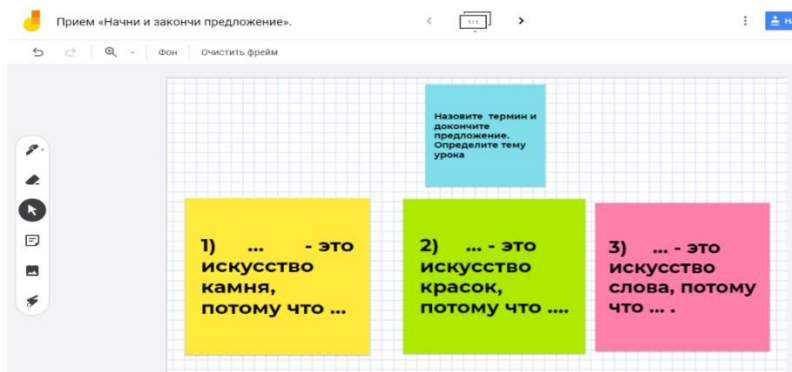 Прием «Начни и закончи предложение».
1/1
Фон
Очистить фрейм
Назовите термин и
докончите
предложение.
Определите тему
урока
1) ... - это
искусство
камня,
потому что ...
2) ... - это
искусство
красок,
потому что ....
3) ... - это
искусство
слова, потому
что ... .